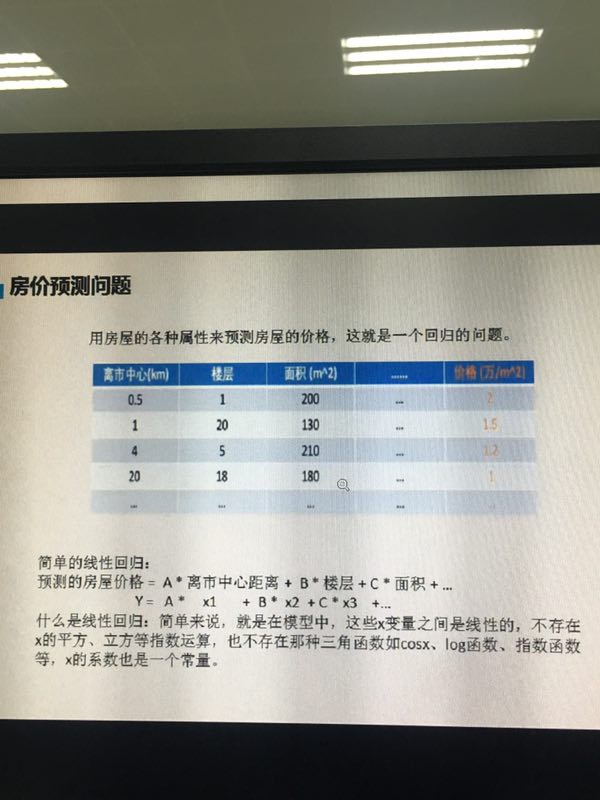 房价预测问题
用房屋的各种属性来预测房屋的价格，这就是一个回归的问题。
离市中心(km) 楼层 面积 (m^2) ...... 价格 (万/m^2)
0.5 1 200 ... 2
1 20 130 ... 1.5
4 5 210 ... 1.2
20 18 180 ... 1
... ... ... ... ...
简单的线性回归：
预测的房屋价格 = A * 离市中心距离 + B * 楼层 + C * 面积 + ...
Y = A * x1 + B * x2 + C * x3 +...
什么是线性回归：简单来说，就是在模型中，这些x变量之间是线性的，不存在
x的平方、立方等指数运算，也不存在那种三角函数如cosx、log函数、指数函数
等，x的系数也是一个常量。